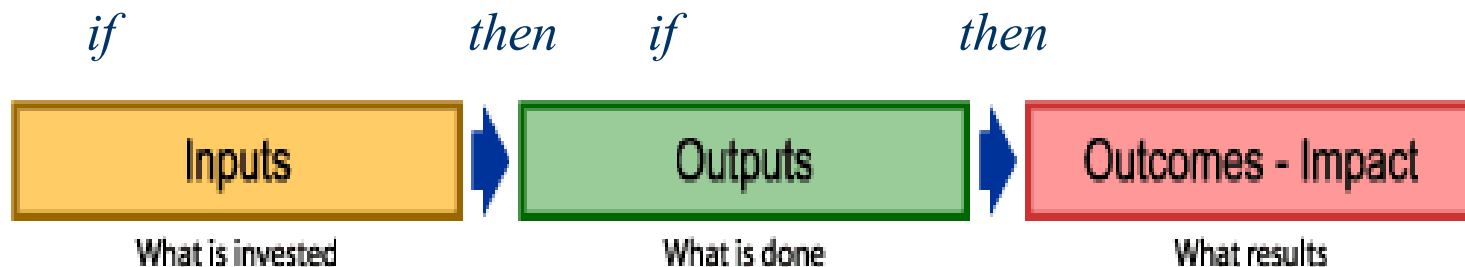 if then if then
Inputs Outputs Outcomes - Impact
What is invested What is done What results